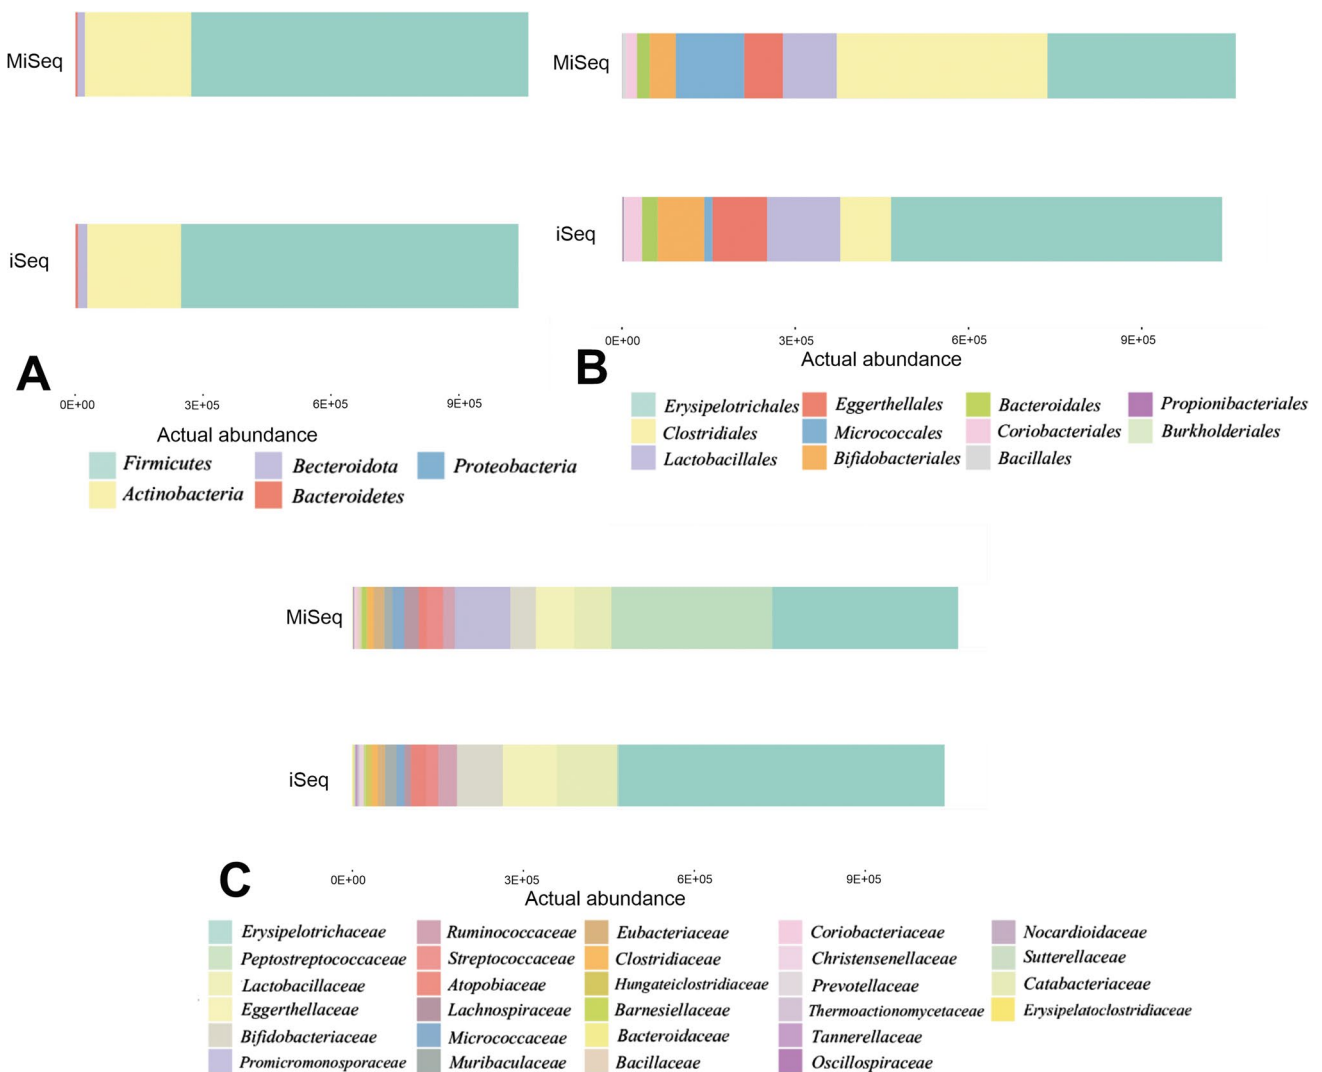 MiSeq
iSeq
A
0E+00 3E+05 6E+05 9E+05
Actual abundance
Firmicutes Becteroidota Proteobacteria
Actinobacteria Bacteroidetes
MiSeq
iSeq
0E+00 3E+05 6E+05 9E+05
Actual abundance
B
Erysipelotrichales Eggerthellales Bacteroidales Propionibacteriales
Clostridiales Micrococcales Coriobacteriales Burkholderiales
Lactobacillales Bifidobacteriales Bacillales
MiSeq
iSeq
C
0E+00 3E+05 6E+05 9E+05
Actual abundance
Erysipelotrichaceae Ruminococcaceae Eubacteriaceae Coriobacteriaceae Nocardioidaceae
Peptostreptococcaceae Streptococcaceae Clostridiaceae Christensenellaceae Sutterellaceae
Lactobacillaceae Atopobiaceae Hungateiclostridiaceae Prevotellaceae Catabacteriaceae
Eggerthellaceae Lachnospiraceae Barnesiellaceae Thermoactionomycetaceae Erysipelatoclostridiaceae
Bifidobacteriaceae Micrococcaceae Bacteroidaceae Tannerellaceae
Promicromonosporaceae Muribaculaceae Bacillaceae Oscillospiraceae